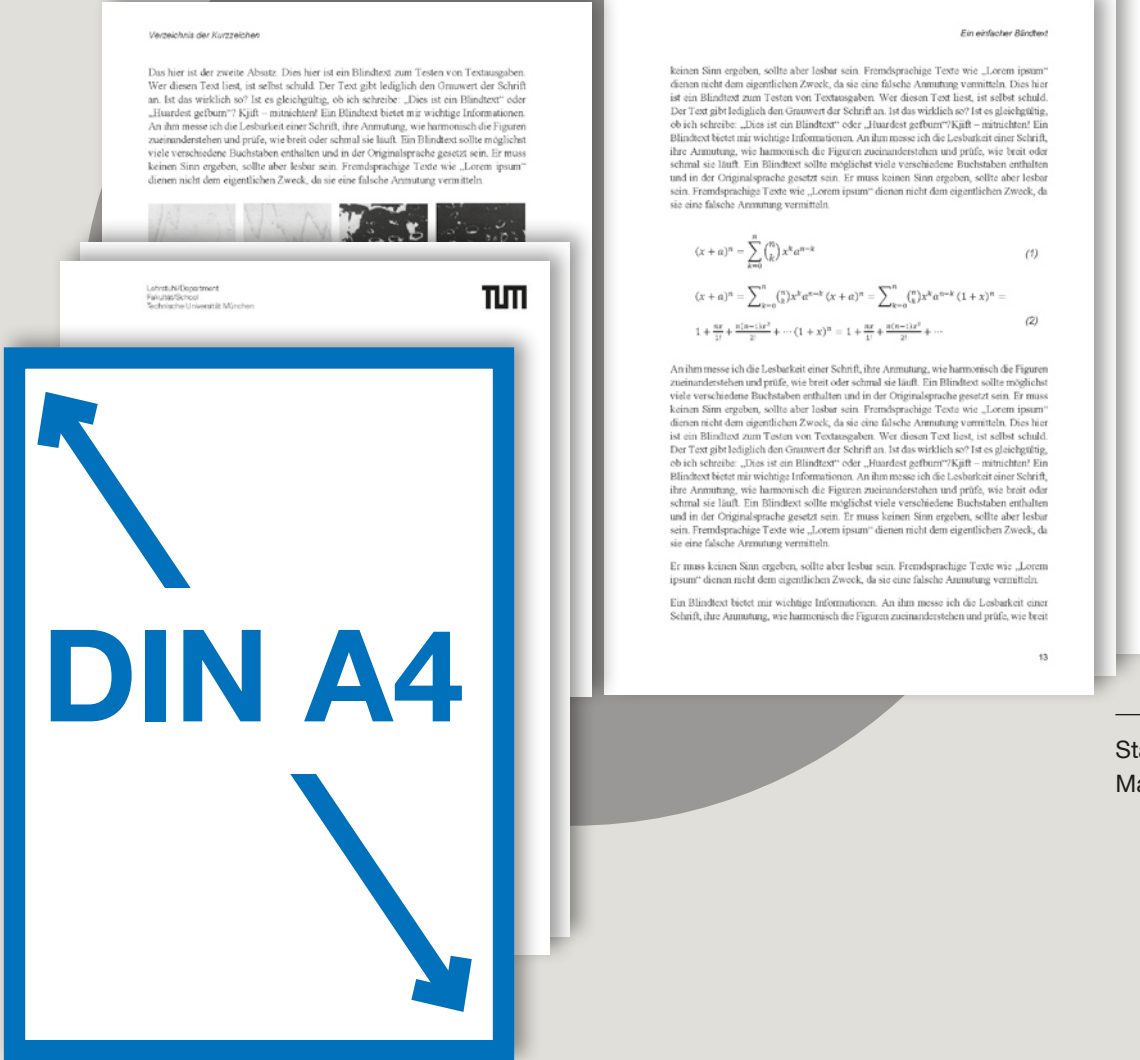 Verzeichnis der Kurzzeichen
Das hier ist der zweite Absatz. Dies hier ist ein Blindtext zum Testen von Textausgaben.
Wer diesen Text liest, ist selbst schuld. Der Text gibt lediglich den Grauwert der Schrift
an. Ist das wirklich so? Ist es gleichgültig, ob ich schreibe: „Dies ist ein Blindtext“ oder
„Huardest gefburn“? Kjift – mitnichten! Ein Blindtext bietet mir wichtige Informationen.
An ihm messe ich die Lesbarkeit einer Schrift, ihre Anmutung, wie harmonisch die Figuren
zueinanderstehen und prüfe, wie breit oder schmal sie läuft. Ein Blindtext sollte möglichst
viele verschiedene Buchstaben enthalten und in der Originalsprache gesetzt sein. Er muss
keinen Sinn ergeben, sollte aber lesbar sein. Fremdsprachige Texte wie „Lorem ipsum“
dienen nicht dem eigentlichen Zweck, da sie eine falsche Anmutung vermitteln.
Lehrstuhl/Department
Fakultät/School
Technische Universität München
TUM
DIN A4
Ein einfacher Blindtext
keinen Sinn ergeben, sollte aber lesbar sein. Fremdsprachige Texte wie „Lorem ipsum“
dienen nicht dem eigentlichen Zweck, da sie eine falsche Anmutung vermitteln. Dies hier
ist ein Blindtext zum Testen von Textausgaben. Wer diesen Text liest, ist selbst schuld.
Der Text gibt lediglich den Grauwert der Schrift an. Ist das wirklich so? Ist es gleichgültig,
ob ich schreibe: „Dies ist ein Blindtext“ oder „Huardest gefburn“?Kjift – mitnichten! Ein
Blindtext bietet mir wichtige Informationen. An ihm messe ich die Lesbarkeit einer Schrift,
ihre Anmutung, wie harmonisch die Figuren zueinanderstehen und prüfe, wie breit oder
schmal sie läuft. Ein Blindtext sollte möglichst viele verschiedene Buchstaben enthalten
und in der Originalsprache gesetzt sein. Er muss keinen Sinn ergeben, sollte aber lesbar
sein. Fremdsprachige Texte wie „Lorem ipsum“ dienen nicht dem eigentlichen Zweck, da
sie eine falsche Anmutung vermitteln.
(x + a)^n = ∑_{k=0}^{n} (n k) x^k a^{n−k} (1)
(x + a)^n = ∑_{k=0}^{n} (n k) x^k a^{n−k} (x + a)^n = ∑_{k=0}^{n} (n k) x^k a^{n−k} (1 + x)^n =
1 + nx/1! + n(n−1)x²/2! + ⋯ (1 + x)^n = 1 + nx/1! + n(n−1)x²/2! + ⋯ (2)
An ihm messe ich die Lesbarkeit einer Schrift, ihre Anmutung, wie harmonisch die Figuren
zueinanderstehen und prüfe, wie breit oder schmal sie läuft. Ein Blindtext sollte möglichst
viele verschiedene Buchstaben enthalten und in der Originalsprache gesetzt sein. Er muss
keinen Sinn ergeben, sollte aber lesbar sein. Fremdsprachige Texte wie „Lorem ipsum“
dienen nicht dem eigentlichen Zweck, da sie eine falsche Anmutung vermitteln. Dies hier
ist ein Blindtext zum Testen von Textausgaben. Wer diesen Text liest, ist selbst schuld.
Der Text gibt lediglich den Grauwert der Schrift an. Ist das wirklich so? Ist es gleichgültig,
ob ich schreibe: „Dies ist ein Blindtext“ oder „Huardest gefburn“?Kjift – mitnichten! Ein
Blindtext bietet mir wichtige Informationen. An ihm messe ich die Lesbarkeit einer Schrift,
ihre Anmutung, wie harmonisch die Figuren zueinanderstehen und prüfe, wie breit oder
schmal sie läuft. Ein Blindtext sollte möglichst viele verschiedene Buchstaben enthalten
und in der Originalsprache gesetzt sein. Er muss keinen Sinn ergeben, sollte aber lesbar
sein. Fremdsprachige Texte wie „Lorem ipsum“ dienen nicht dem eigentlichen Zweck, da
sie eine falsche Anmutung vermitteln.
Er muss keinen Sinn ergeben, sollte aber lesbar sein. Fremdsprachige Texte wie „Lorem
ipsum“ dienen nicht dem eigentlichen Zweck, da sie eine falsche Anmutung vermitteln.
Ein Blindtext bietet mir wichtige Informationen. An ihm messe ich die Lesbarkeit einer
Schrift, ihre Anmutung, wie harmonisch die Figuren zueinanderstehen und prüfe, wie breit
13